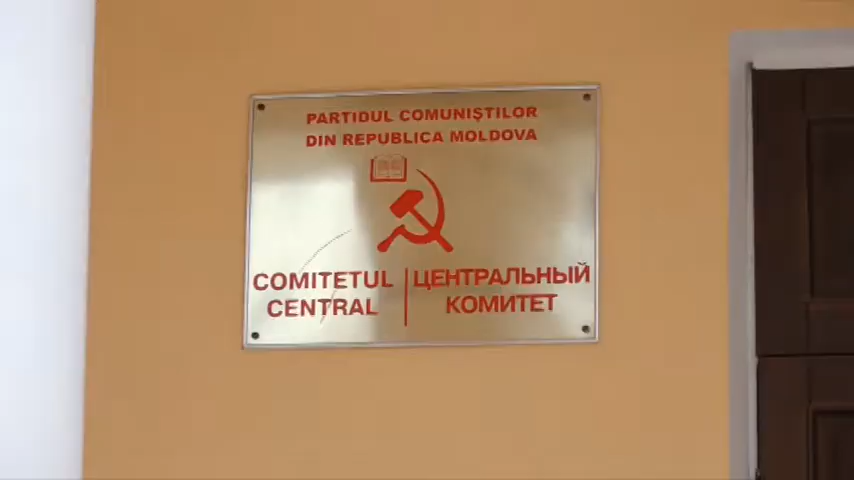 PARTIDUL COMUNIȘTILOR
DIN REPUBLICA MOLDOVA
COMITETUL
CENTRAL
ЦЕНТРАЛЬНЫЙ
КОМИТЕТ